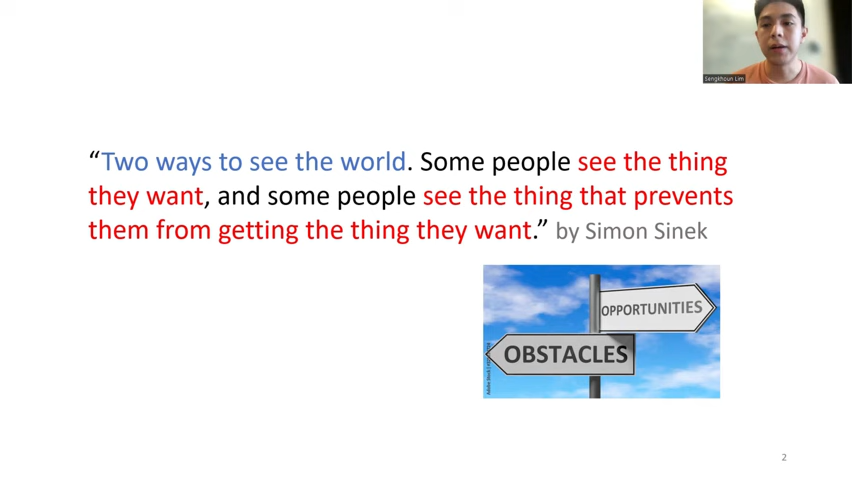 Sengkhoun Lim
“Two ways to see the world. Some people see the thing
they want, and some people see the thing that prevents
them from getting the thing they want.” by Simon Sinek
OPPORTUNITIES
OBSTACLES
2